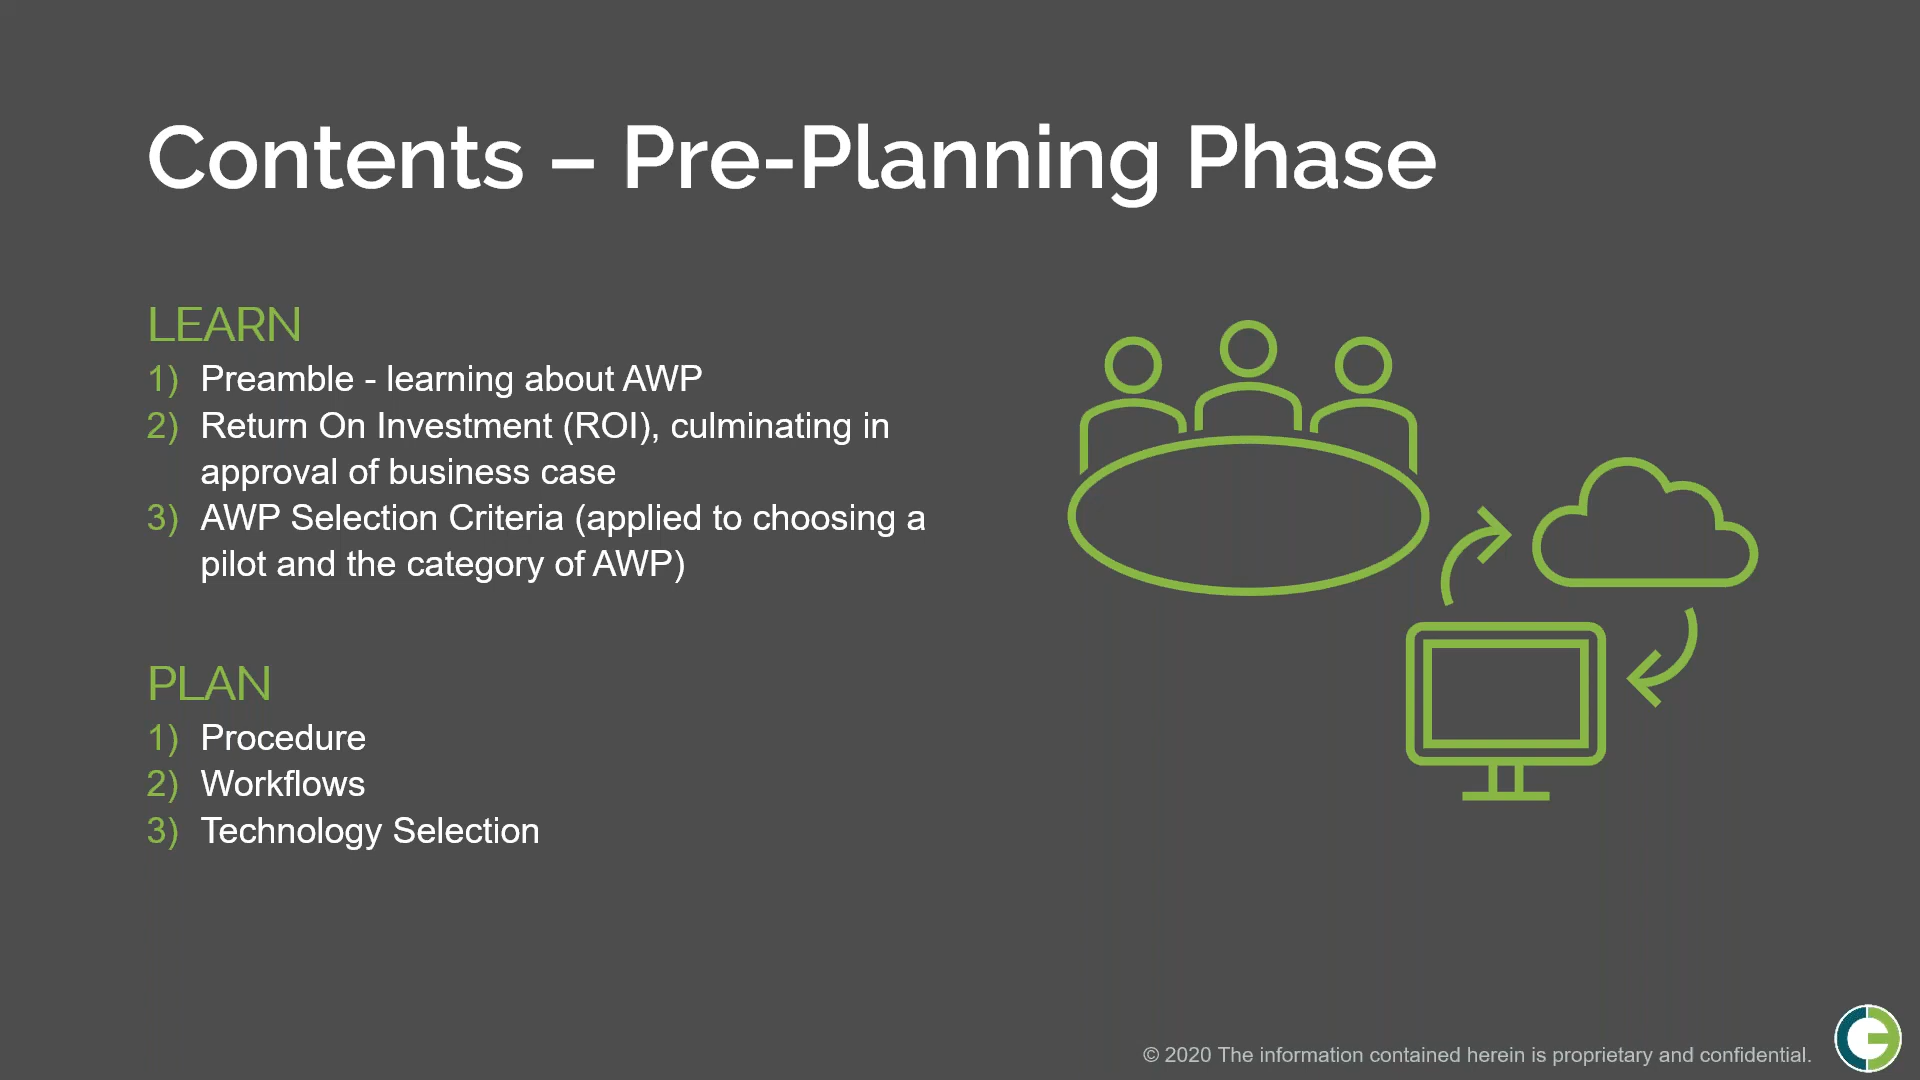 Contents – Pre-Planning Phase
LEARN
1) Preamble - learning about AWP
2) Return On Investment (ROI), culminating in
approval of business case
3) AWP Selection Criteria (applied to choosing a
pilot and the category of AWP)
PLAN
1) Procedure
2) Workflows
3) Technology Selection
© 2020 The information contained herein is proprietary and confidential.